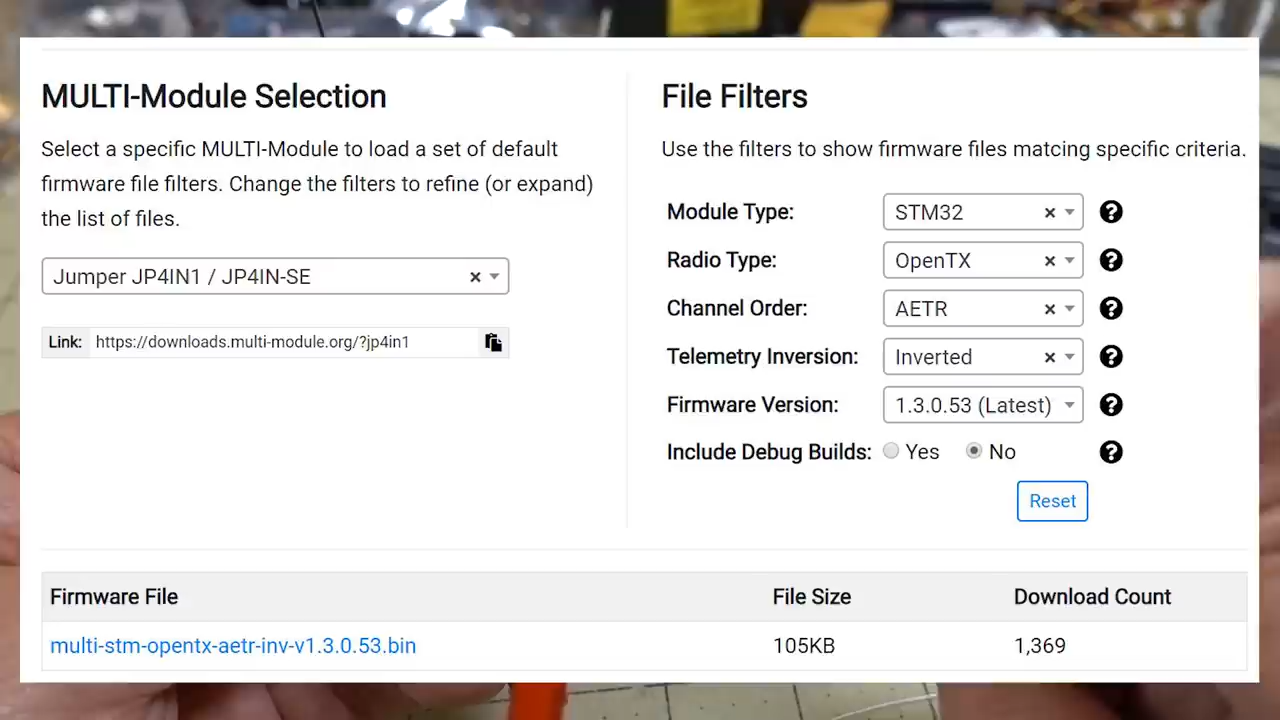 MULTI-Module Selection
Select a specific MULTI-Module to load a set of default
firmware file filters. Change the filters to refine (or expand)
the list of files.
Jumper JP4IN1 / JP4IN-SE
Link: https://downloads.multi-module.org/?jp4in1
File Filters
Use the filters to show firmware files matcing specific criteria.
Module Type: STM32
Radio Type: OpenTX
Channel Order: AETR
Telemetry Inversion: Inverted
Firmware Version: 1.3.0.53 (Latest)
Include Debug Builds: Yes No
Reset
Firmware File File Size Download Count
multi-stm-opentx-aetr-inv-v1.3.0.53.bin 105KB 1,369